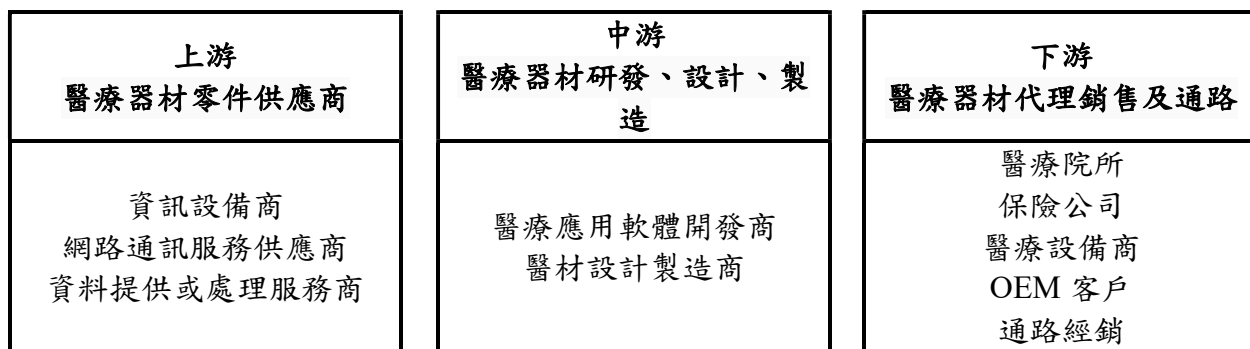 上游
醫療器材零件供應商
資訊設備商
網路通訊服務供應商
資料提供或處理服務商
中游
醫療器材研發、設計、製
造
醫療應用軟體開發商
醫材設計製造商
下游
醫療器材代理銷售及通路
醫療院所
保險公司
醫療設備商
OEM 客戶
通路經銷